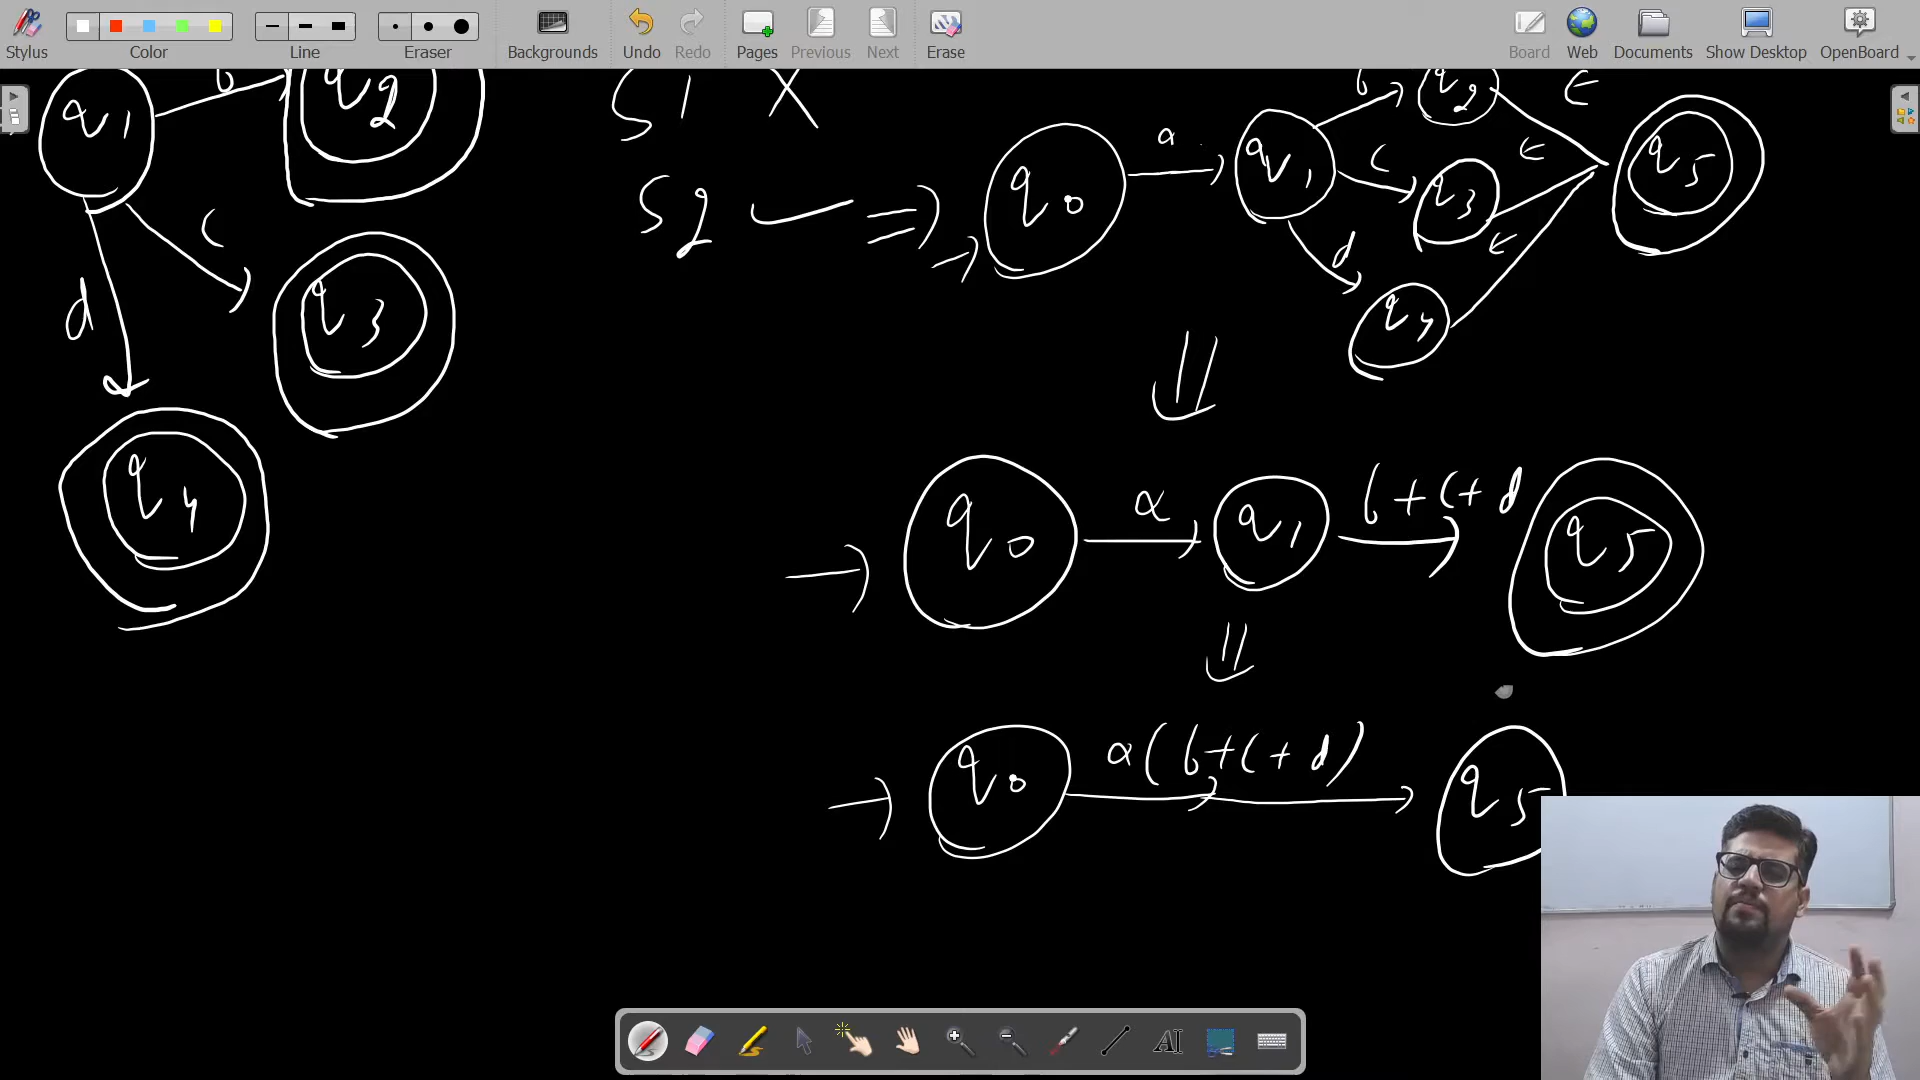 Stylus Color Line Eraser Backgrounds Undo Redo Pages Previous Next Erase Board Web Documents Show Desktop OpenBoard
q1 b q2 c q3 d q4
S1 X
S2 ✓ ⇒
→ q0 a → q1 b → q2 ε q5
c → q3 ε
d → q4 ε
⇓
→ q0 a → q1 b+c+d → q5
⇓
→ q0 a(b+c+d) → q5
AI